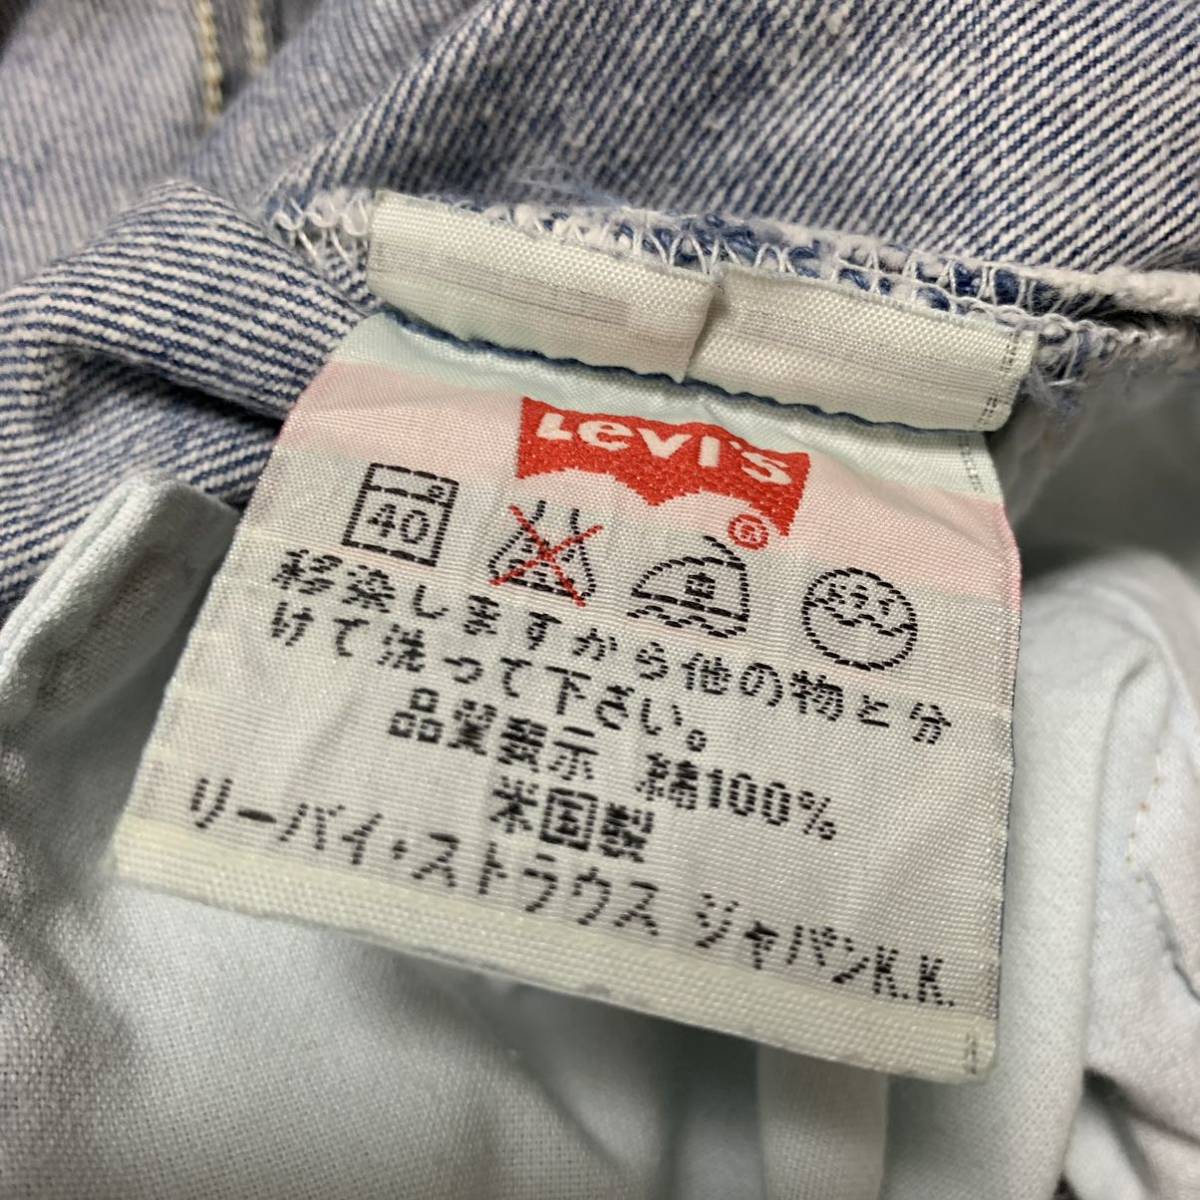 Levi's
®
40 中
移染しますから他の物と分
けて洗って下さい。
品質表示 綿100%
米国製
リーバイ・ストラウス ジャパンK.K.